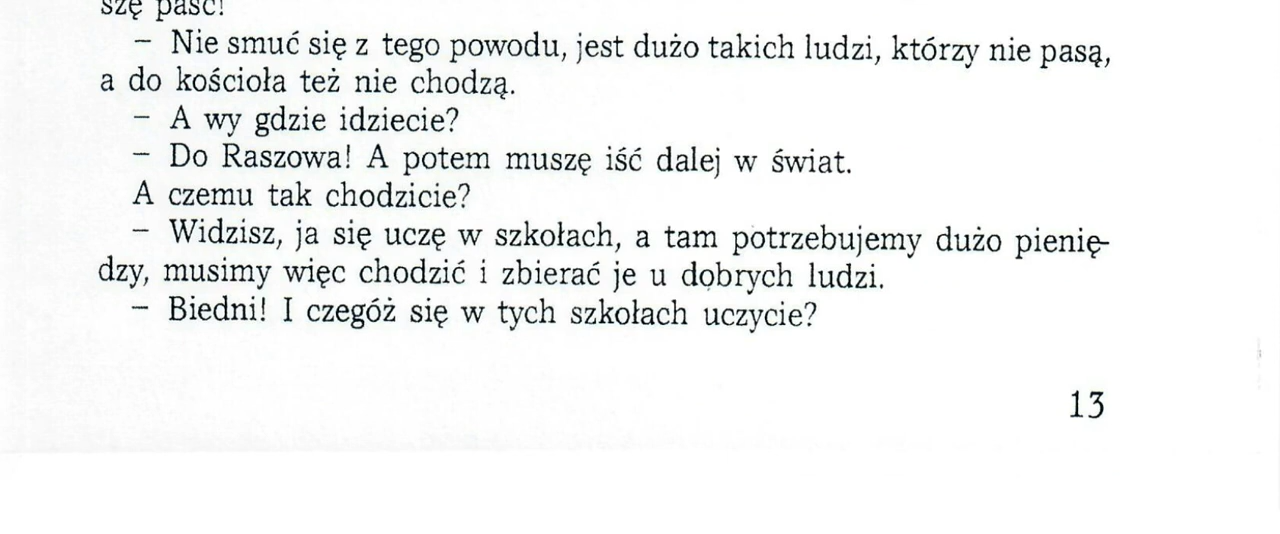 szę paść!
– Nie smuć się z tego powodu, jest dużo takich ludzi, którzy nie pasą,
a do kościoła też nie chodzą.
– A wy gdzie idziecie?
– Do Raszowa! A potem muszę iść dalej w świat.
A czemu tak chodzicie?
– Widzisz, ja się uczę w szkołach, a tam potrzebujemy dużo pienię-
dzy, musimy więc chodzić i zbierać je u dobrych ludzi.
– Biedni! I czegóż się w tych szkołach uczycie?
13